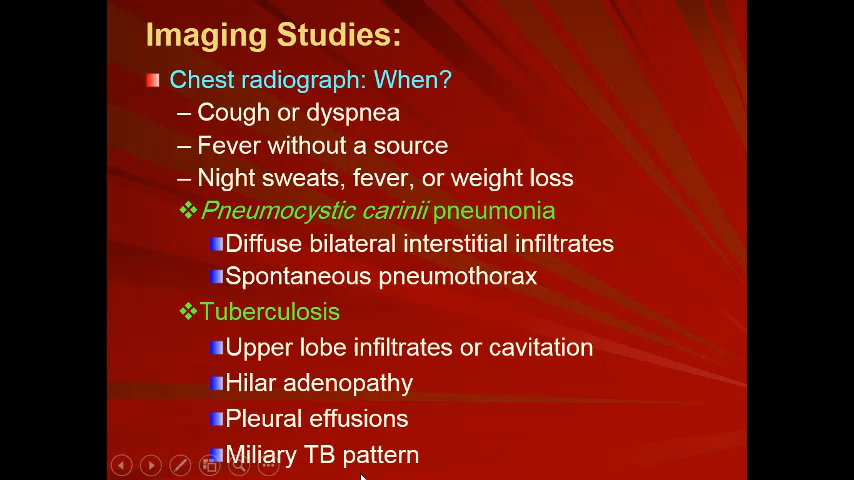 Imaging Studies:
Chest radiograph: When?
– Cough or dyspnea
– Fever without a source
– Night sweats, fever, or weight loss
Pneumocystic carinii pneumonia
Diffuse bilateral interstitial infiltrates
Spontaneous pneumothorax
Tuberculosis
Upper lobe infiltrates or cavitation
Hilar adenopathy
Pleural effusions
Miliary TB pattern